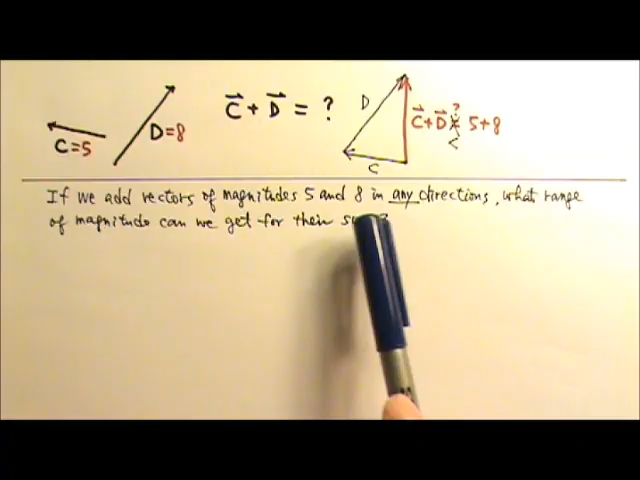 C = 5
D = 8
C + D = ?
D
C
C + D = 5 + 8
?
<
If we add vectors of magnitudes 5 and 8 in any directions, what range
of magnitude can we get for their ?